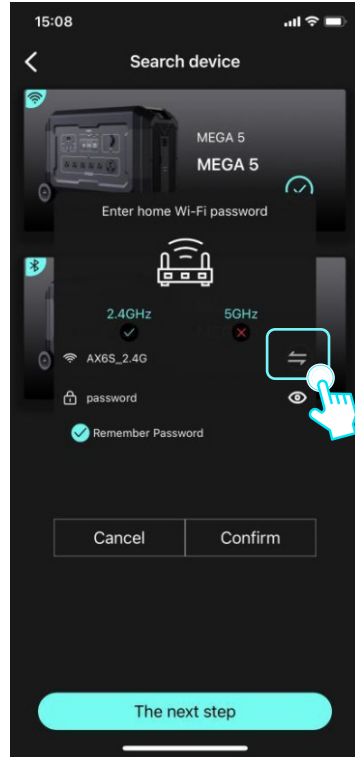 15:08
Search device
MEGA 5
MEGA 5
Enter home Wi-Fi password
2.4GHz 5GHz
AX6S_2.4G
password
Remember Password
Cancel Confirm
The next step